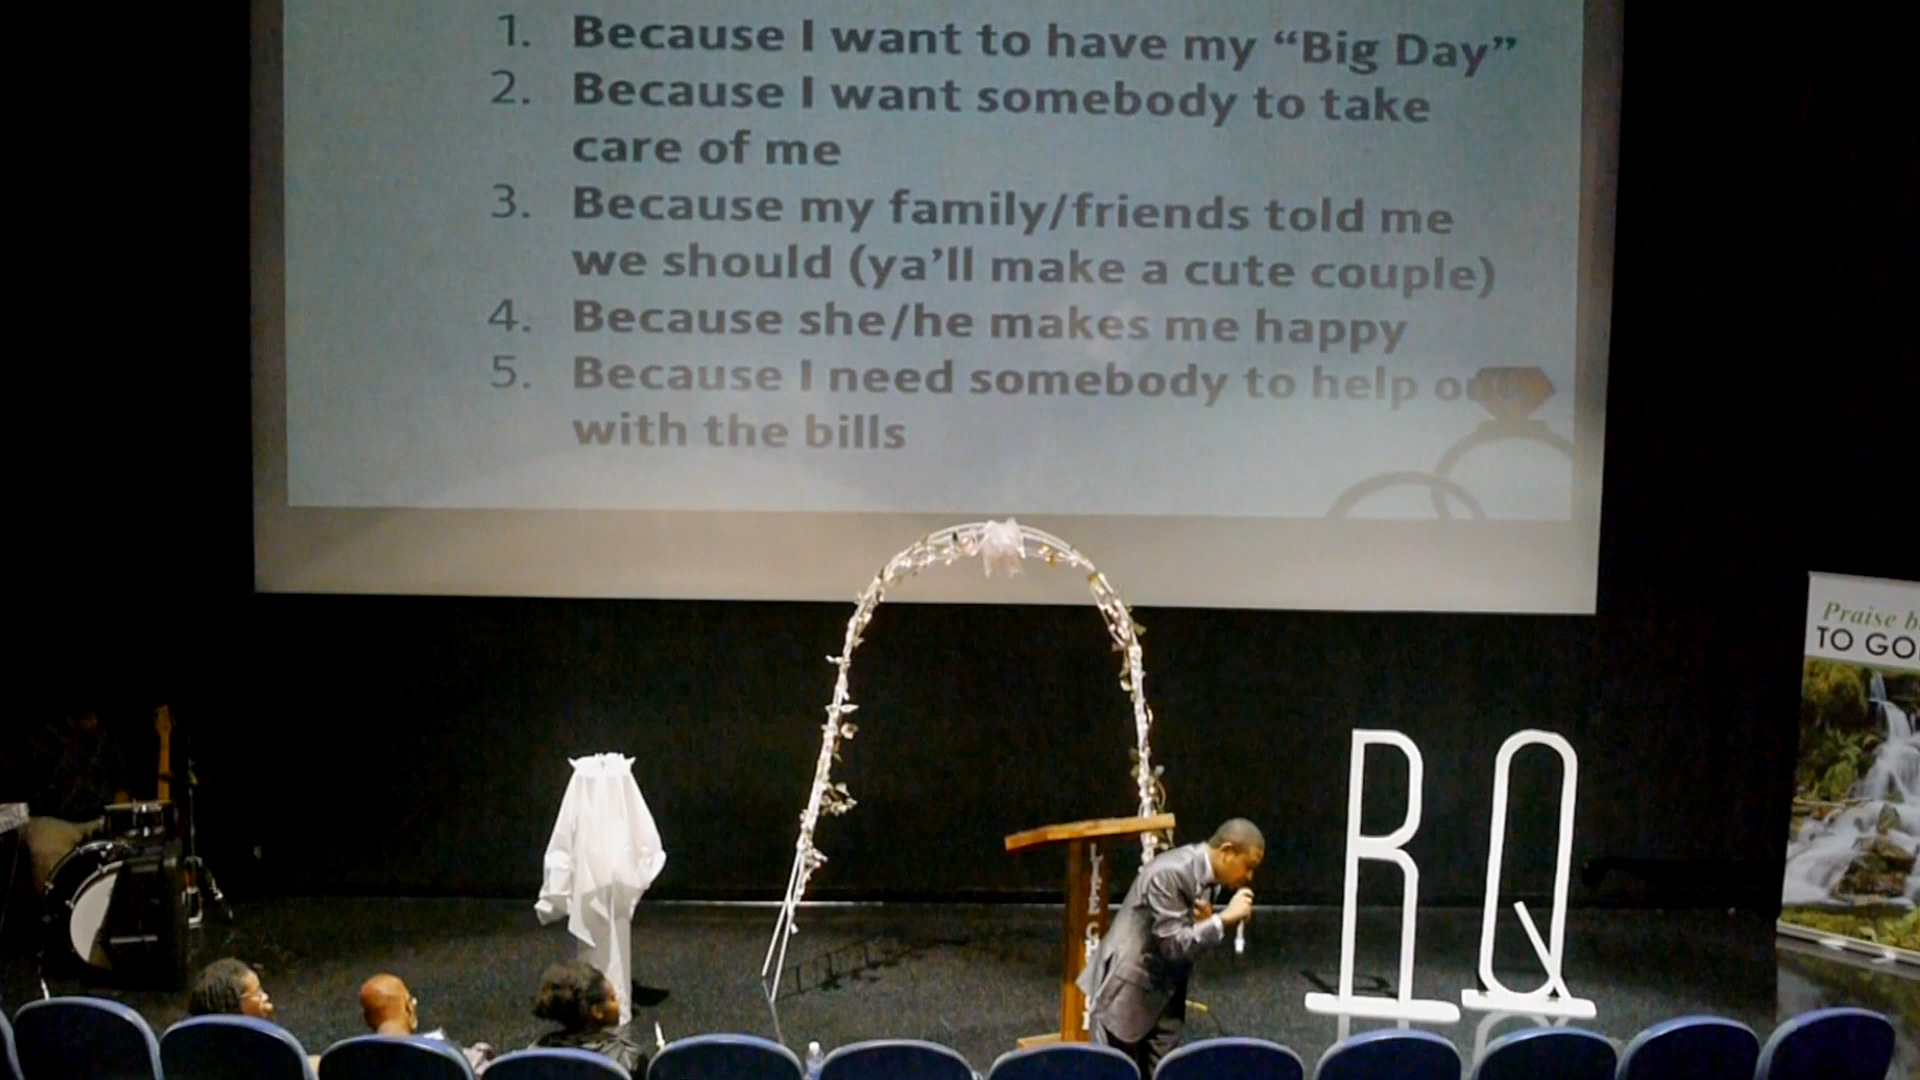 1. Because I want to have my “Big Day”
2. Because I want somebody to take
care of me
3. Because my family/friends told me
we should (ya’ll make a cute couple)
4. Because she/he makes me happy
5. Because I need somebody to help
with the bills
Praise
TO
LIFE
R Q